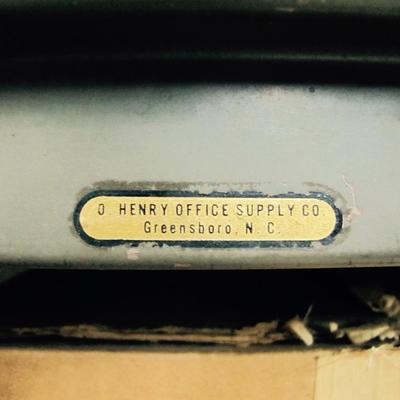 O. HENRY OFFICE SUPPLY CO.
Greensboro, N. C.